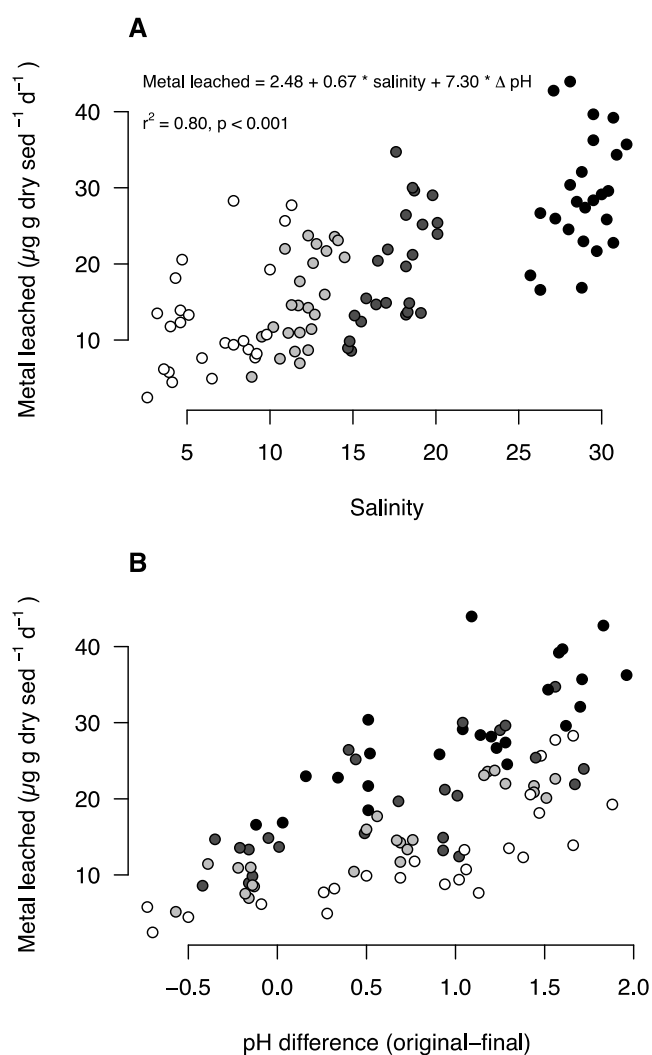 A
Metal leached = 2.48 + 0.67 * salinity + 7.30 * Δ pH
r² = 0.80, p < 0.001
Metal leached (µg g dry sed ⁻¹ d⁻¹ )
40
30
20
10
5 10 15 20 25 30
Salinity
B
Metal leached (µg g dry sed ⁻¹ d⁻¹ )
40
30
20
10
−0.5 0.0 0.5 1.0 1.5 2.0
pH difference (original−final)